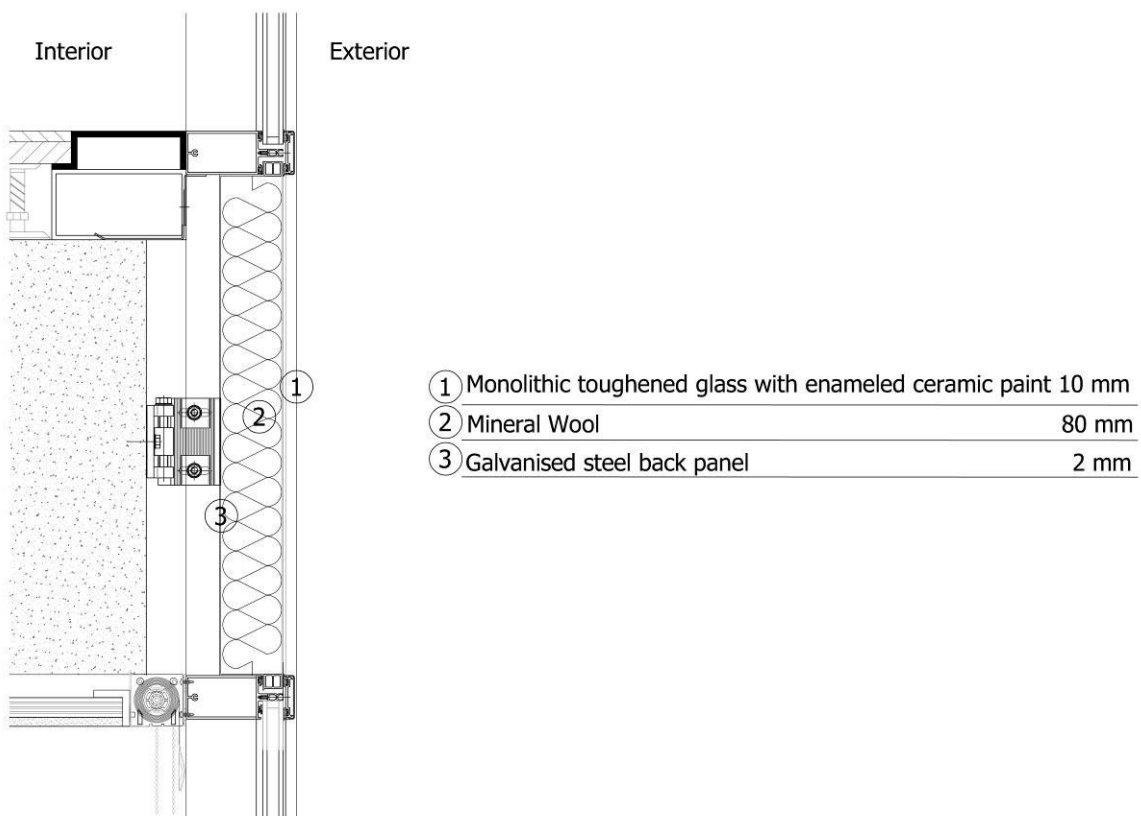 Interior
Exterior
1 Monolithic toughened glass with enameled ceramic paint 10 mm
2 Mineral Wool 80 mm
3 Galvanised steel back panel 2 mm
1
2
3